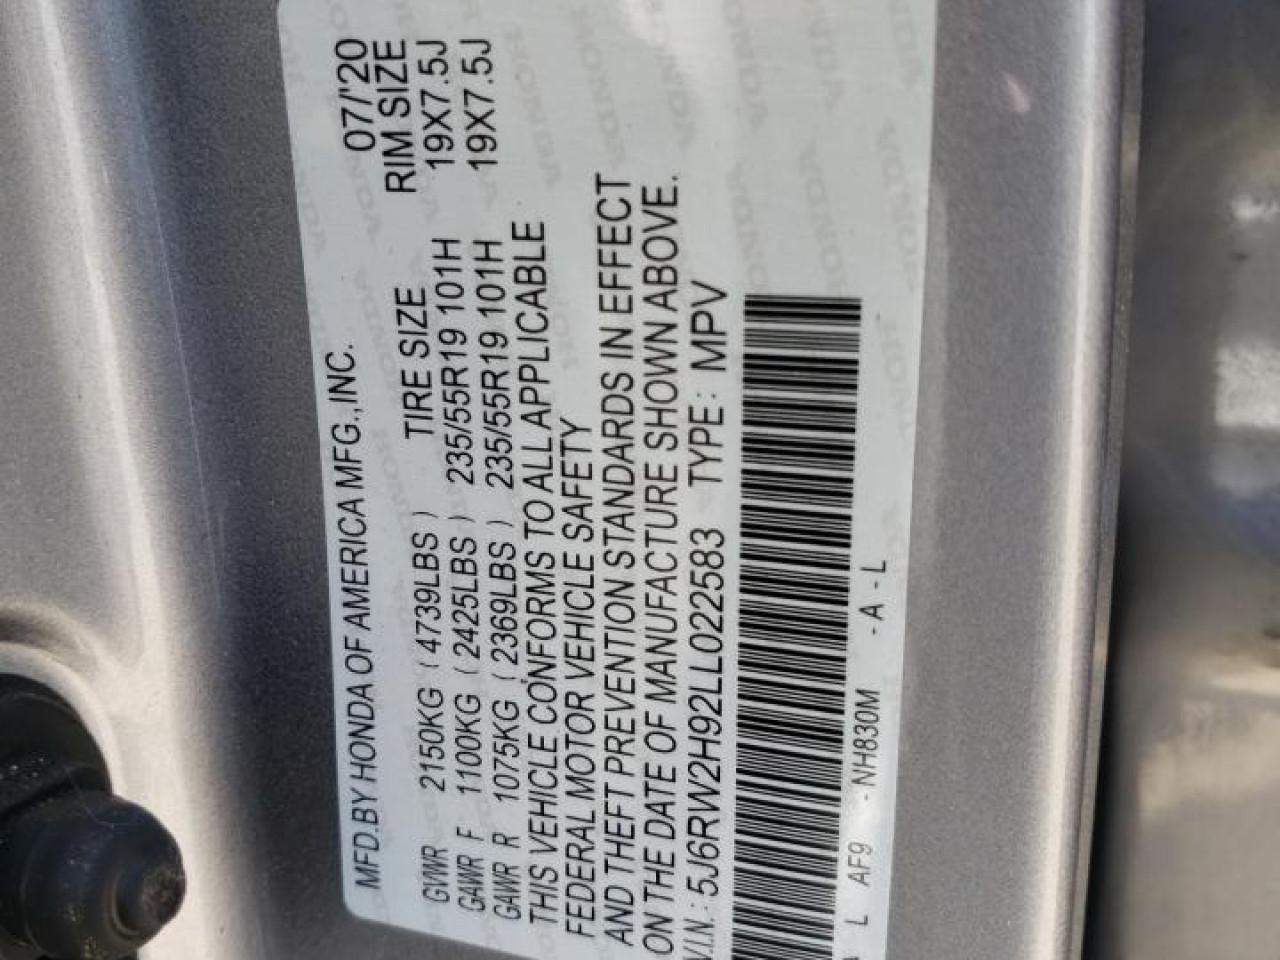 MFD.BY HONDA OF AMERICA MFG.,INC. 07/'20
TIRE SIZE RIM SIZE
GVWR 2150KG ( 4739LBS )
GAWR F 1100KG ( 2425LBS ) 235/55R19 101H 19X7.5J
GAWR R 1075KG ( 2369LBS ) 235/55R19 101H 19X7.5J
THIS VEHICLE CONFORMS TO ALL APPLICABLE
FEDERAL MOTOR VEHICLE SAFETY
AND THEFT PREVENTION STANDARDS IN EFFECT
ON THE DATE OF MANUFACTURE SHOWN ABOVE.
V.I.N.: 5J6RW2H92LL022583 TYPE: MPV
A L AF9 - NH830M - A - L